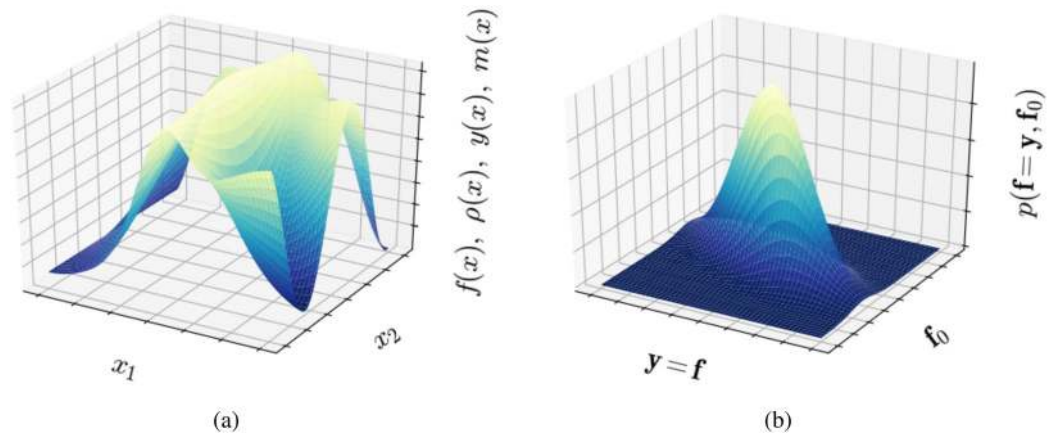 f(x), ρ(x), y(x), m(x
x₁
x₂
(a)
p(𝐟 = 𝐲, 𝐟₀)
𝐲 = 𝐟
𝐟₀
(b)